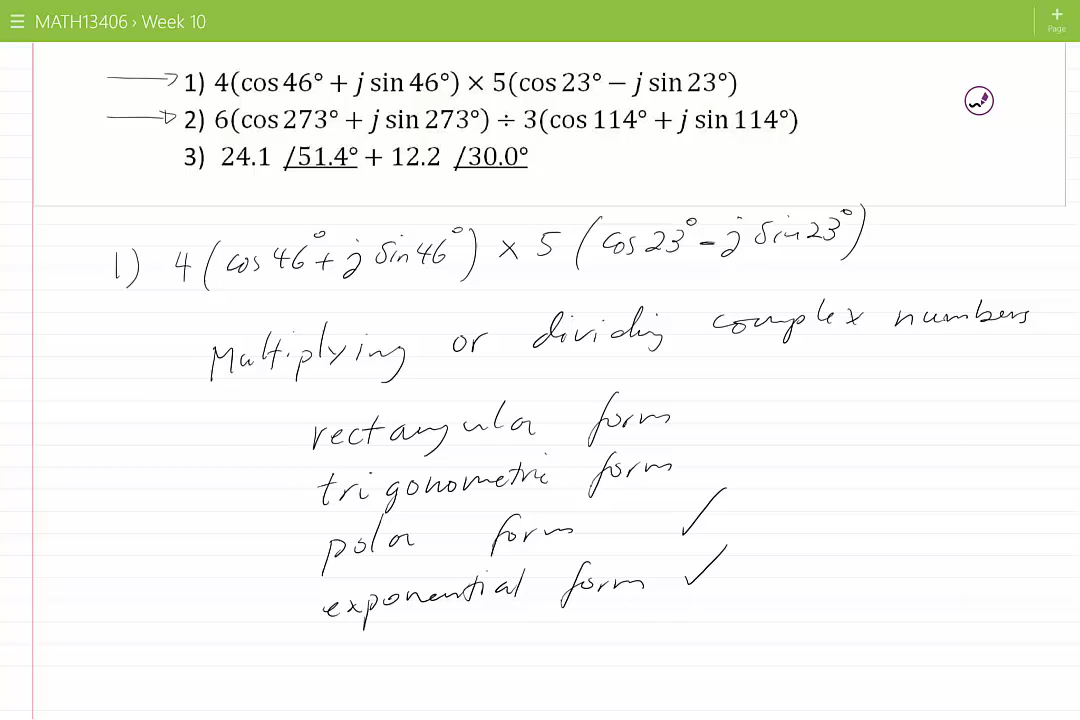 MATH13406 › Week 10
Page
1) 4(cos 46° + j sin 46°) × 5(cos 23° − j sin 23°)
2) 6(cos 273° + j sin 273°) ÷ 3(cos 114° + j sin 114°)
3) 24.1 /51.4° + 12.2 /30.0°
1) 4 (cos 46° + j sin 46°) × 5 (cos 23° − j sin 23°)
Multiplying or dividing complex numbers
rectangular form
trigonometric form
polar form ✓
exponential form ✓